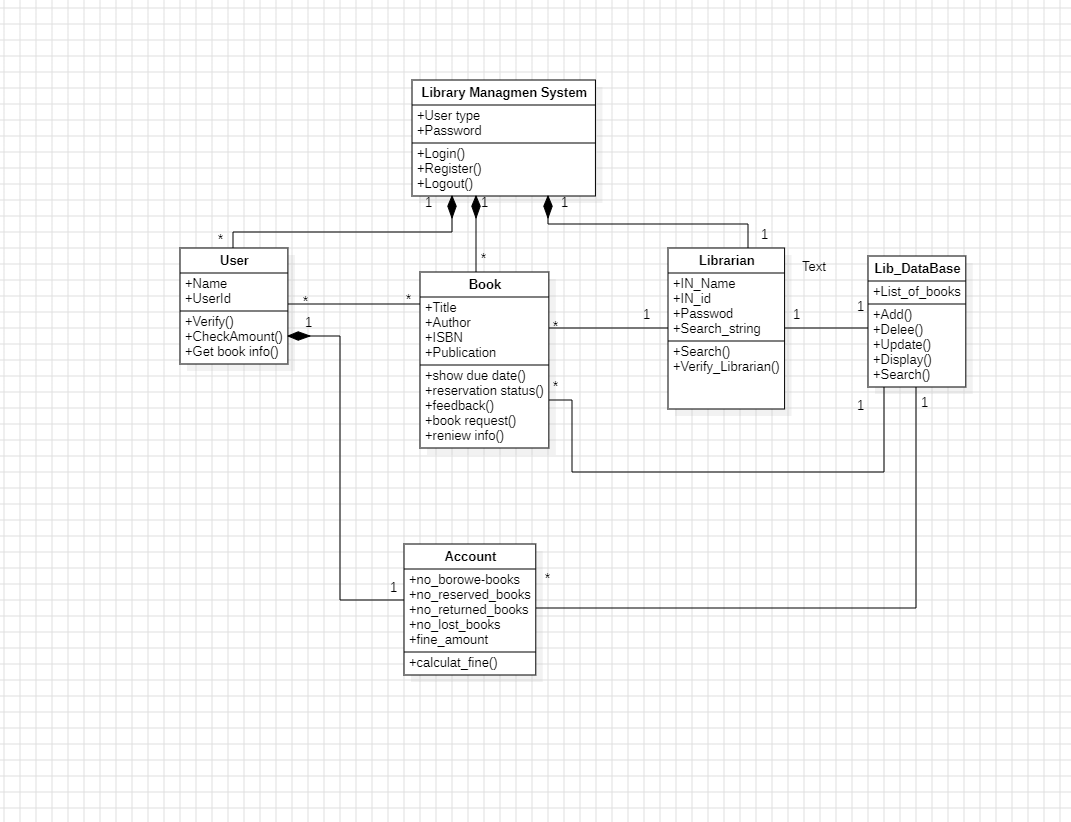 Library Managmen System
+User type
+Password
+Login()
+Register()
+Logout()
1
1
1
*
*
1
User
+Name
+UserId
+Verify()
+CheckAmount()
+Get book info()
*
*
1
Book
+Title
+Author
+ISBN
+Publication
+show due date()
+reservation status()
+feedback()
+book request()
+reniew info()
*
*
1
Librarian
+IN_Name
+IN_id
+Passwod
+Search_string
+Search()
+Verify_Librarian()
Text
1
1
Lib_DataBase
+List_of_books
+Add()
+Delee()
+Update()
+Display()
+Search()
1
1
1
*
Account
+no_borowe-books
+no_reserved_books
+no_returned_books
+no_lost_books
+fine_amount
+calculat_fine()